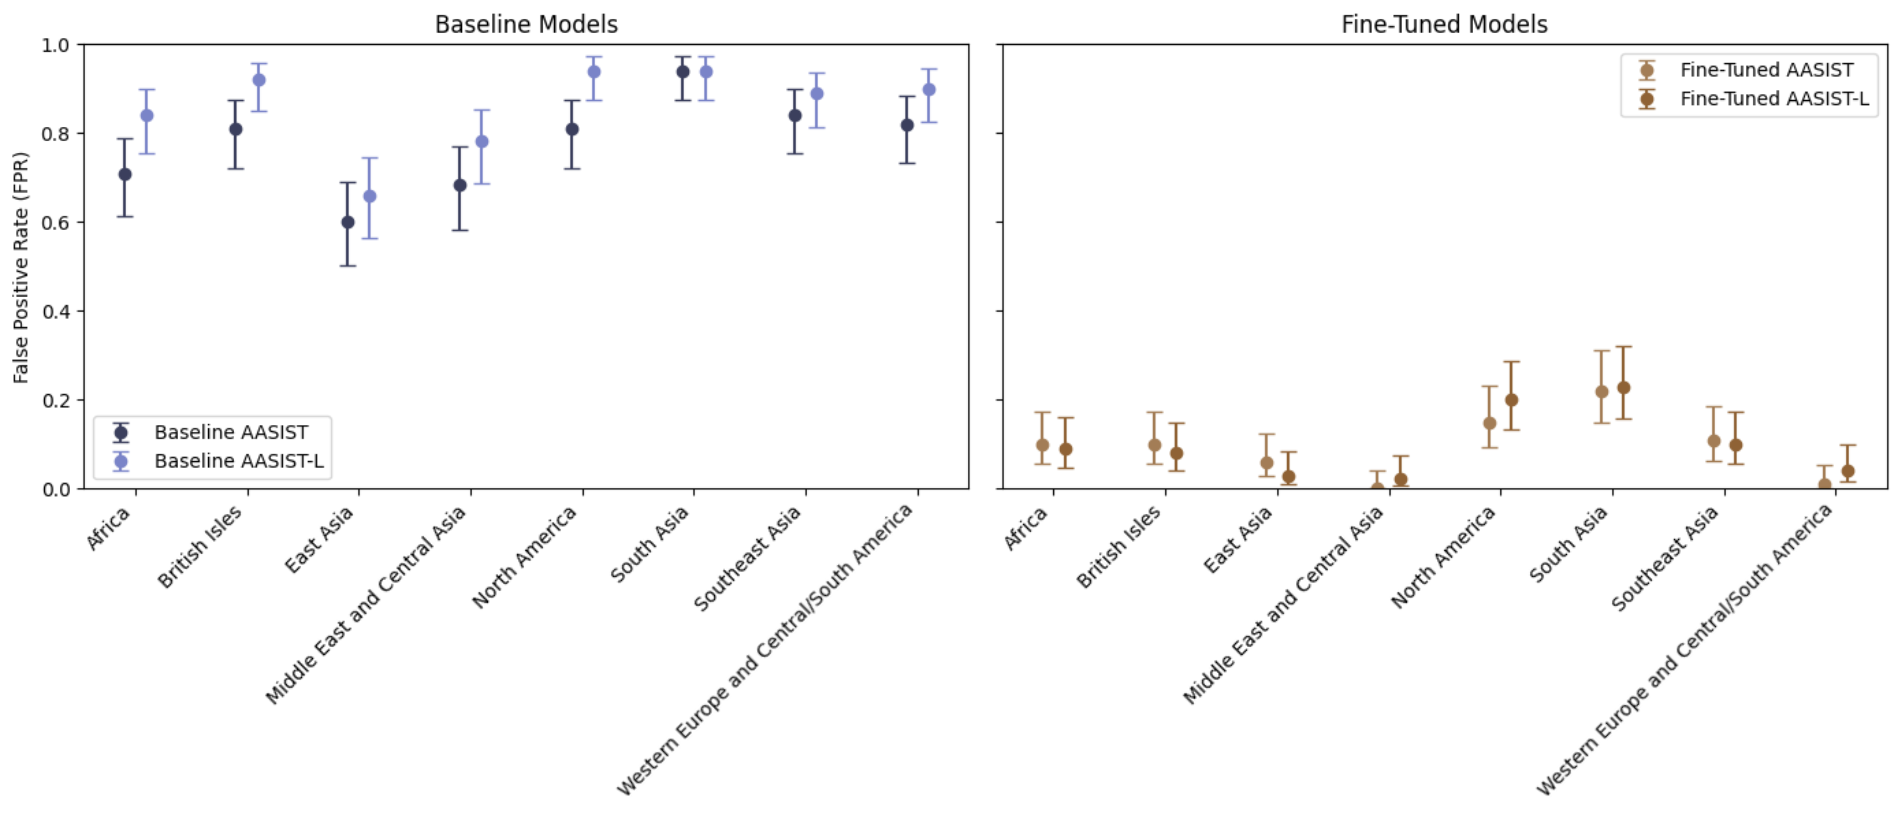 Baseline Models
1.0
0.8
0.6
0.4
0.2
0.0
False Positive Rate (FPR)
Baseline AASIST
Baseline AASIST-L
Africa
British Isles
East Asia
Middle East and Central Asia
North America
South Asia
Southeast Asia
Western Europe and Central/South America
Fine-Tuned Models
Fine-Tuned AASIST
Fine-Tuned AASIST-L
Africa
British Isles
East Asia
Middle East and Central Asia
North America
South Asia
Southeast Asia
Western Europe and Central/South America